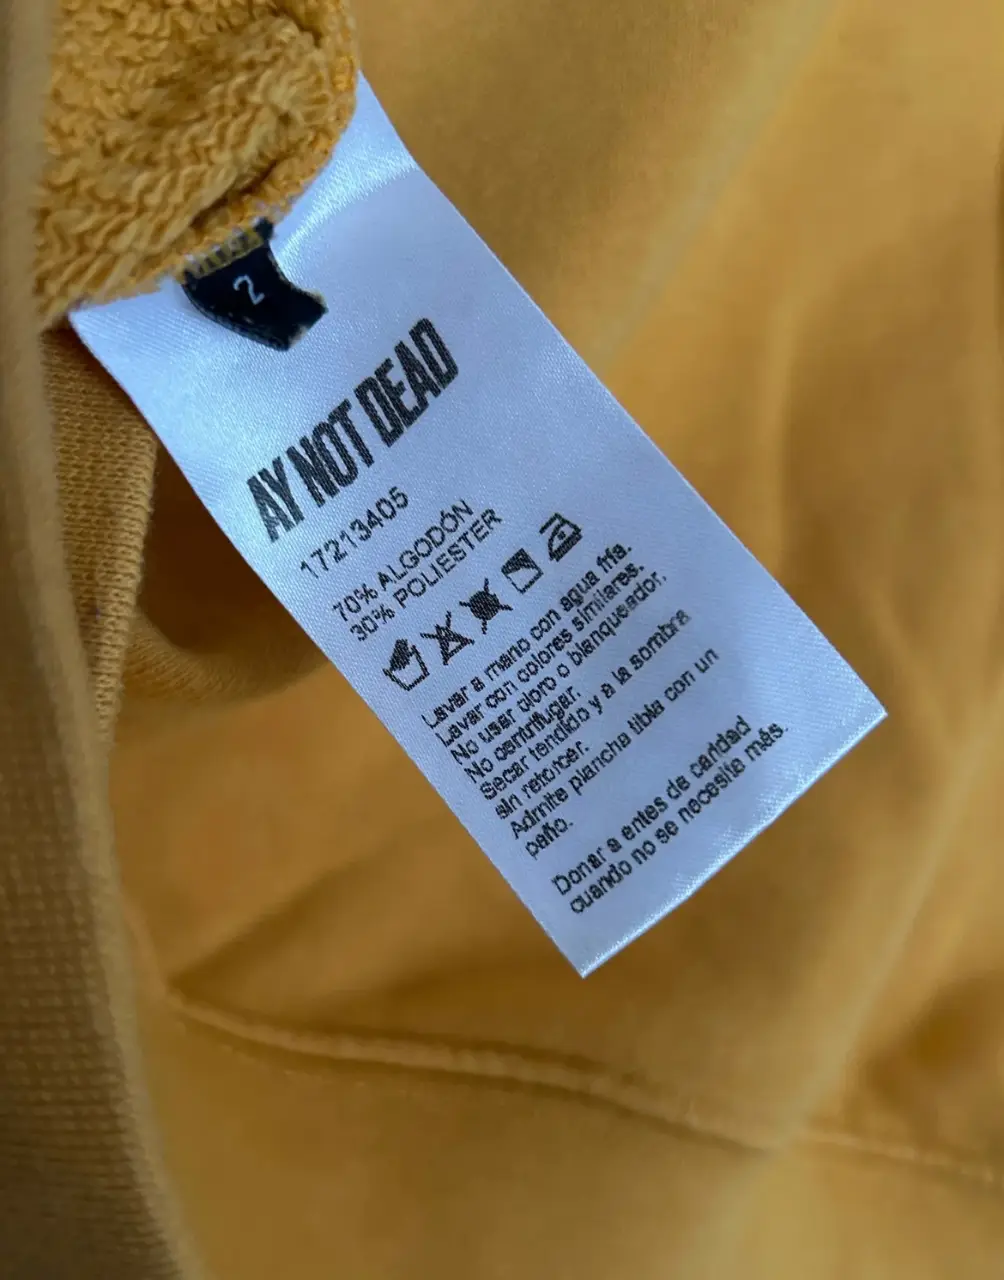 2
AY NOT DEAD
17213405
70% ALGODÓN
30% POLIESTER
Lavar a mano con agua fría.
Lavar con colores similares.
No usar cloro o blanqueador.
No centrifugar.
Secar tendido y a la sombra
sin retorcer.
Admite plancha tibia con un
paño.
Donar a entes de caridad
cuando no se necesite más.